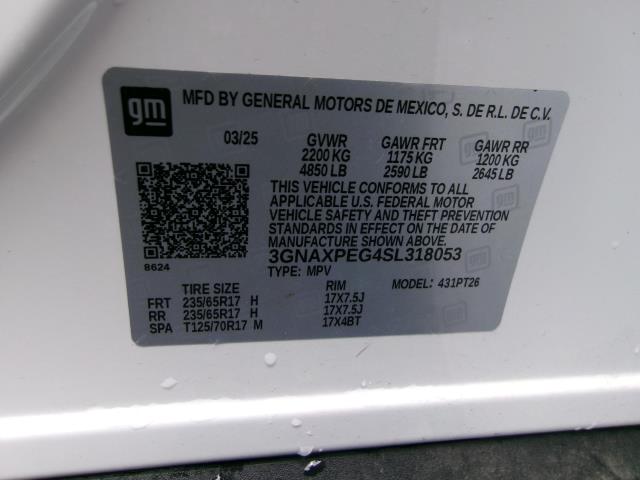 gm
MFD BY GENERAL MOTORS DE MEXICO, S. DE R.L. DE C.V.
03/25 GVWR GAWR FRT GAWR RR
2200 KG 1175 KG 1200 KG
4850 LB 2590 LB 2645 LB
THIS VEHICLE CONFORMS TO ALL
APPLICABLE U.S. FEDERAL MOTOR
VEHICLE SAFETY AND THEFT PREVENTION
STANDARDS IN EFFECT ON THE DATE OF
MANUFACTURE SHOWN ABOVE.
3GNAXPEG4SL318053
8624
TYPE: MPV MODEL: 431PT26
TIRE SIZE RIM
FRT 235/65R17 H 17X7.5J
RR 235/65R17 H 17X7.5J
SPA T125/70R17 M 17X4BT